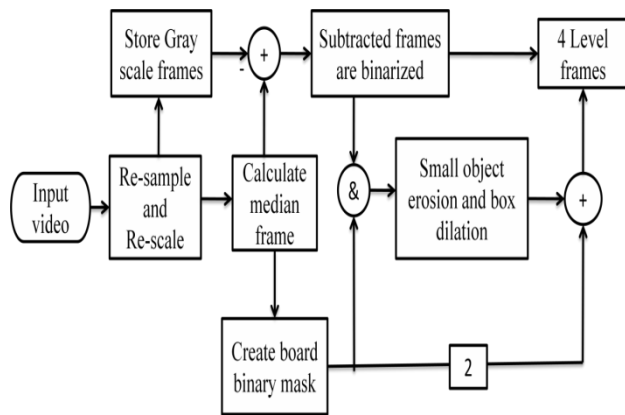 Store Gray
scale frames
-
+
Subtracted frames
are binarized
4 Level
frames
Input
video
Re-sample
and
Re-scale
Calculate
median
frame
&
Small object
erosion and box
dilation
+
Create board
binary mask
2